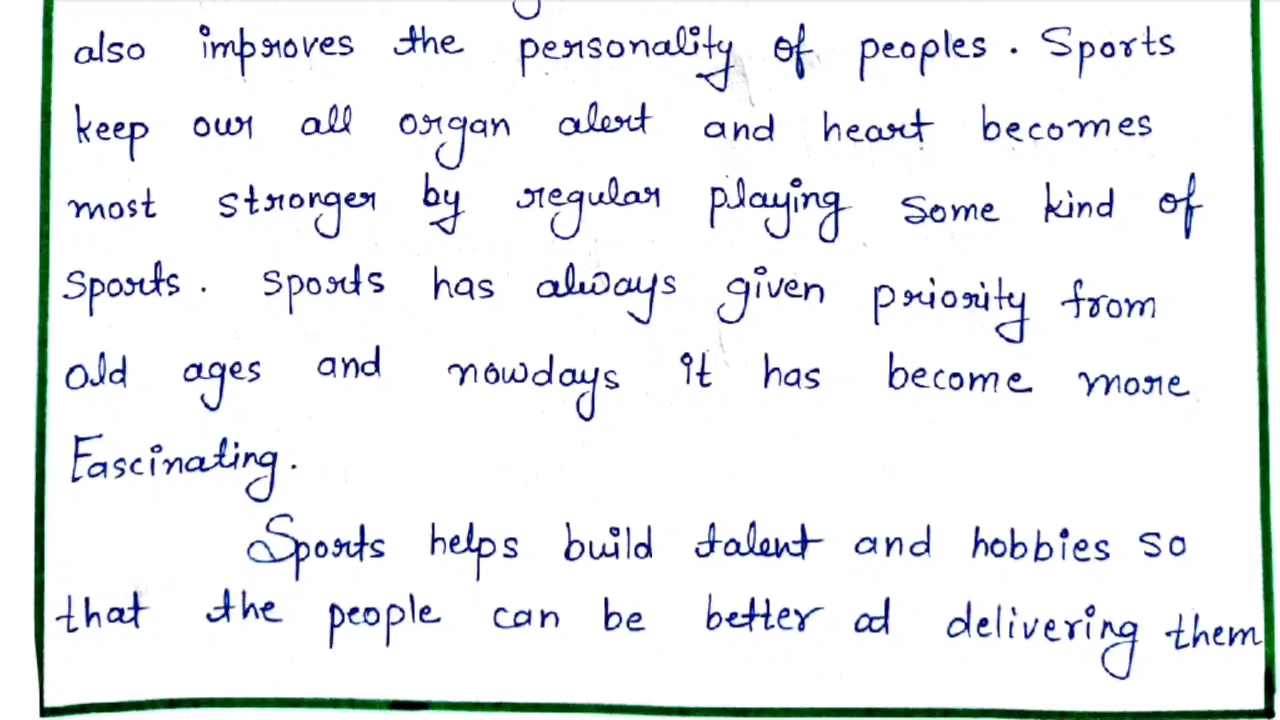 also improves the personality of peoples. Sports
keep our all organ alert and heart becomes
most stronger by regular playing some kind of
sports. sports has always given priority from
old ages and nowdays it has become more
Fascinating.
Sports helps build talent and hobbies so
that the people can be better at delivering them